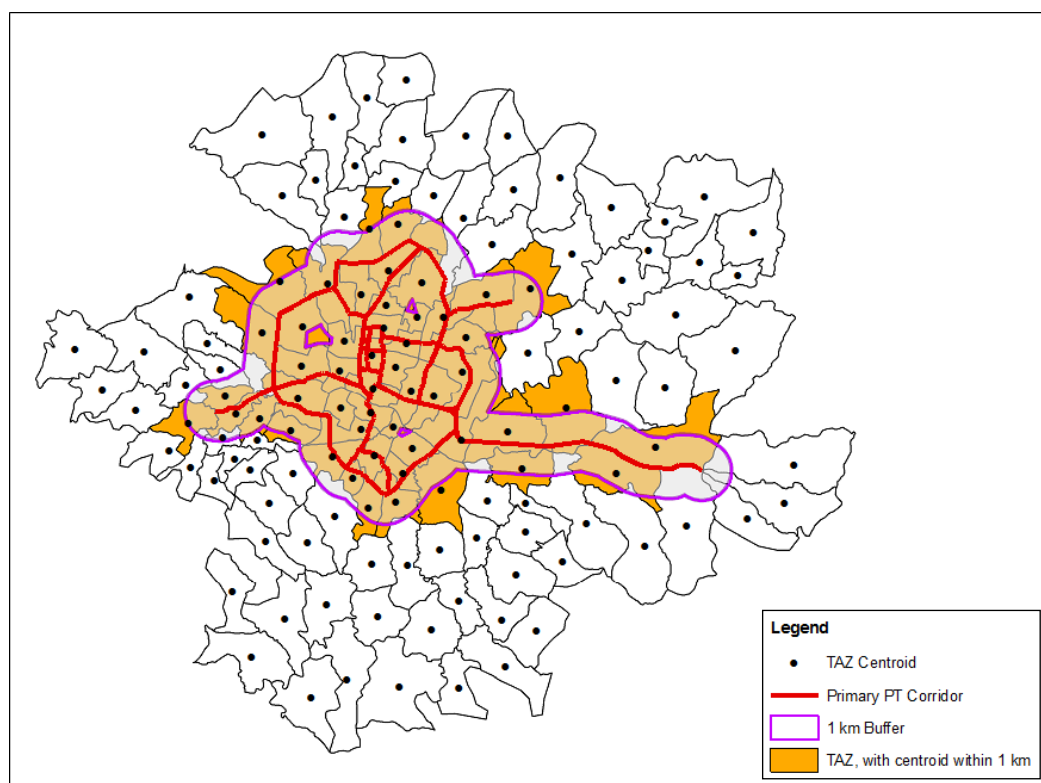 Legend
TAZ Centroid
Primary PT Corridor
1 km Buffer
TAZ, with centroid within 1 km